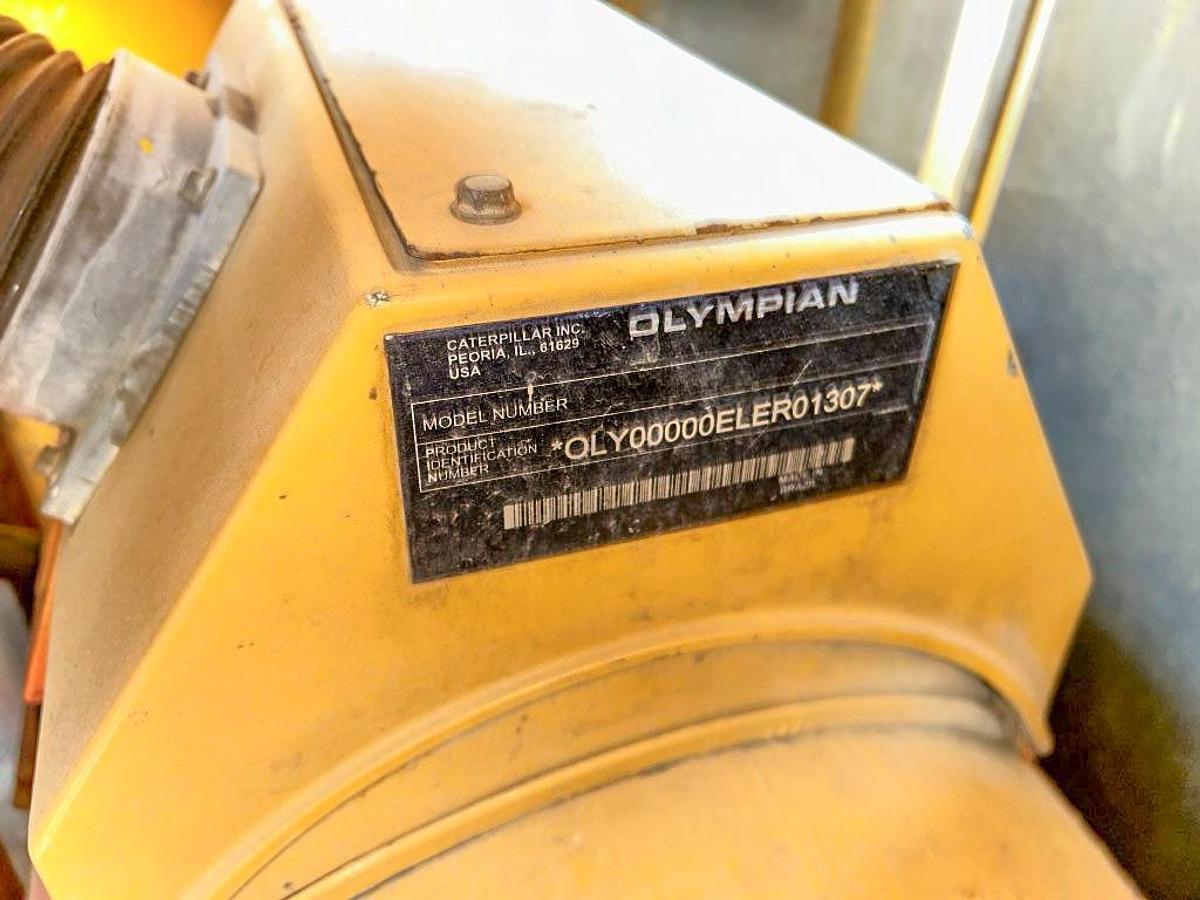 CATERPILLAR INC.
PEORIA, IL., 61629
USA
OLYMPIAN
MODEL NUMBER
PRODUCT
IDENTIFICATION
NUMBER
*OLY00000ELER01307*